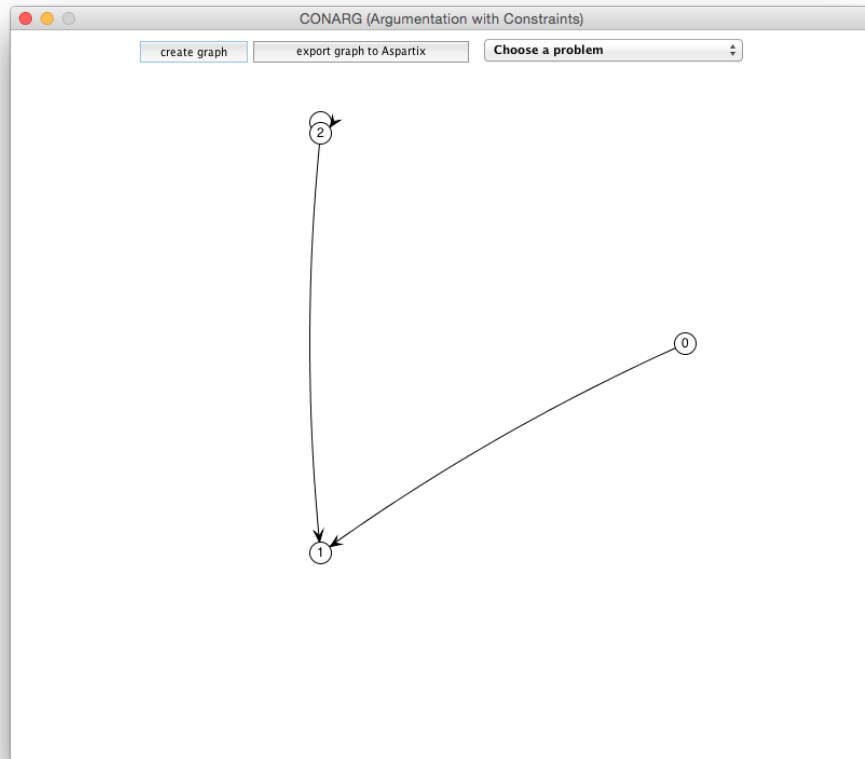 CONARG (Argumentation with Constraints)
create graph export graph to Aspartix Choose a problem
2
0
1